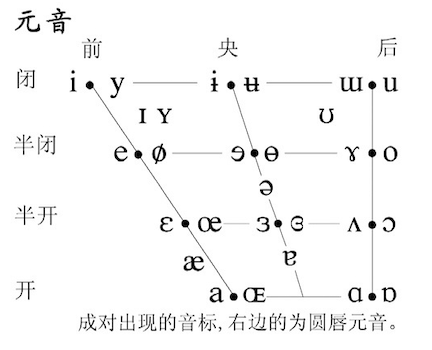 元音
前 央 后
闭 i y ɨ ʉ ɯ u
ɪ ʏ ʊ
半闭 e ø ɘ ɵ ɤ o
ə
半开 ɛ œ ɜ ɞ ʌ ɔ
æ ɐ
开 a ɶ ɑ ɒ
成对出现的音标，右边的为圆唇元音。